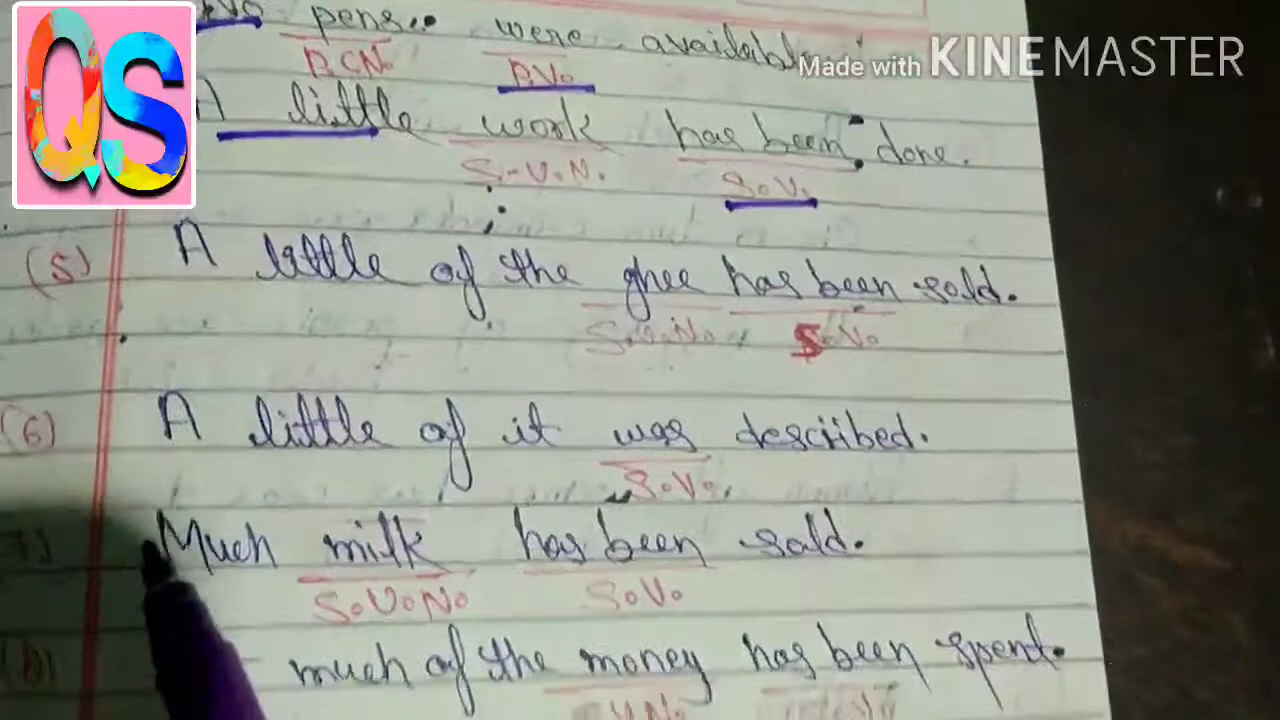 No pens were available
P.C.N. P.V.
Made with KINEMASTER
QS
A little work has been done.
S.U.N. S.V.
(5) A little of the ghee has been sold.
S.U.N. S.V.
(6) A little of it was described.
S.V.
Much milk has been sold.
S.U.N. S.V.
(8) much of the money has been spent.